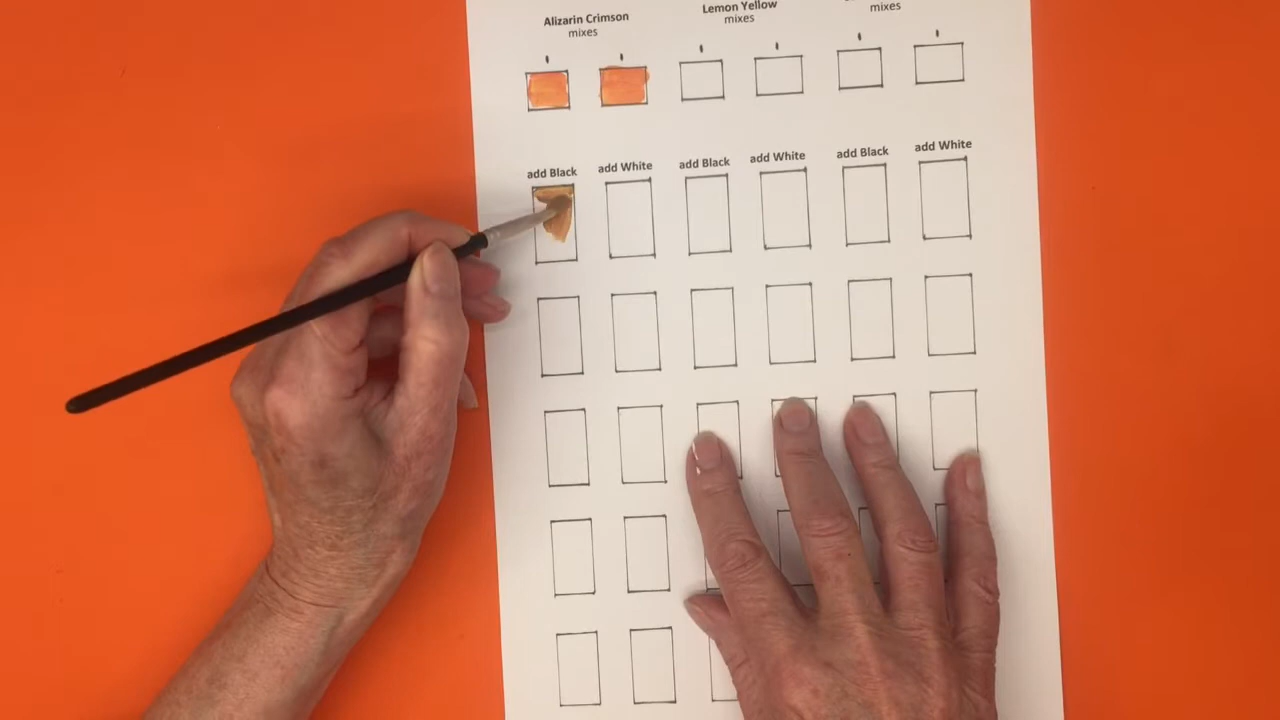 Alizarin Crimson
mixes
Lemon Yellow
mixes
mixes
add Black
add White
add Black
add White
add Black
add White